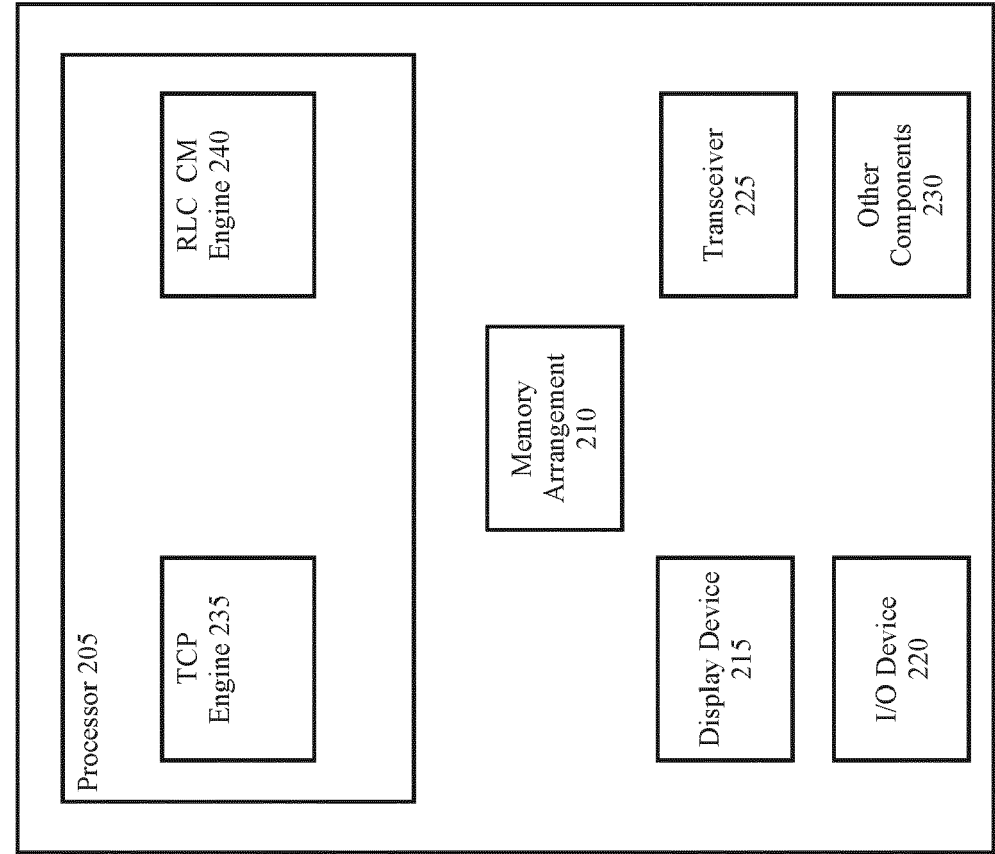 Processor 205
TCP
Engine 235
RLC CM
Engine 240
Memory
Arrangement
210
Display Device
215
Transceiver
225
I/O Device
220
Other
Components
230